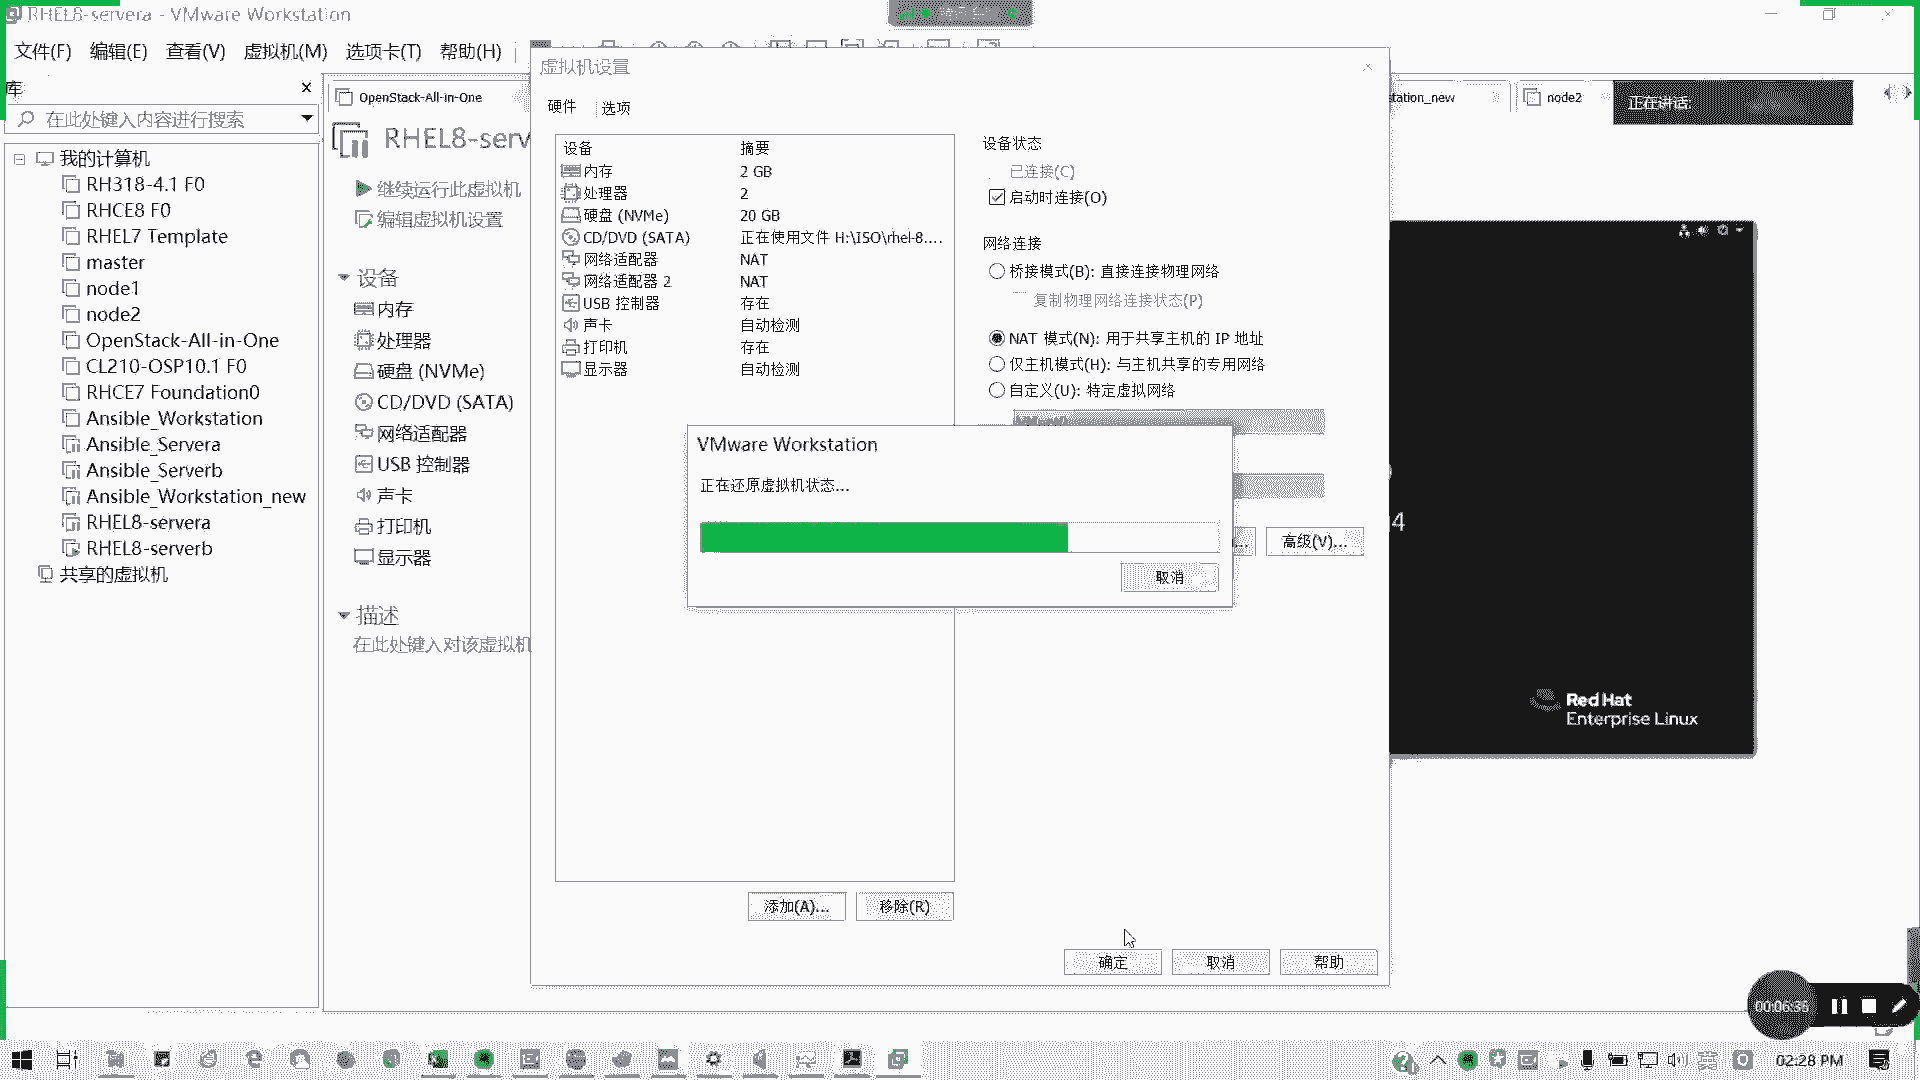 RHEL8-servera - VMware Workstation
文件(F) 编辑(E) 查看(V) 虚拟机(M) 选项卡(T) 帮助(H)
库
在此处键入内容进行搜索
我的计算机
RH318-4.1 F0
RHCE8 F0
RHEL7 Template
master
node1
node2
OpenStack-All-in-One
CL210-OSP10.1 F0
RHCE7 Foundation0
Ansible_Workstation
Ansible_Servera
Ansible_Serverb
Ansible_Workstation_new
RHEL8-servera
RHEL8-serverb
共享的虚拟机
OpenStack-All-in-One
RHEL8-serv
继续运行此虚拟机
编辑虚拟机设置
设备
内存
处理器
硬盘 (NVMe)
CD/DVD (SATA)
网络适配器
USB 控制器
声卡
打印机
显示器
描述
在此处键入对该虚拟机
虚拟机设置
硬件 选项
设备 摘要
内存 2 GB
处理器 2
硬盘 (NVMe) 20 GB
CD/DVD (SATA) 正在使用文件 H:\ISO\rhel-8....
网络适配器 NAT
网络适配器 2 NAT
USB 控制器 存在
声卡 自动检测
打印机 存在
显示器 自动检测
添加(A)... 移除(R)
设备状态
已连接(C)
启动时连接(O)
网络连接
桥接模式(B): 直接连接物理网络
复制物理网络连接状态(P)
NAT 模式(N): 用于共享主机的 IP 地址
仅主机模式(H): 与主机共享的专用网络
自定义(U): 特定虚拟网络
高级(V)...
VMware Workstation
正在还原虚拟机状态...
取消
确定 取消 帮助
tation_new
node2
正在讲话:
4
Red Hat
Enterprise Linux
00:06:36
英
02:28 PM